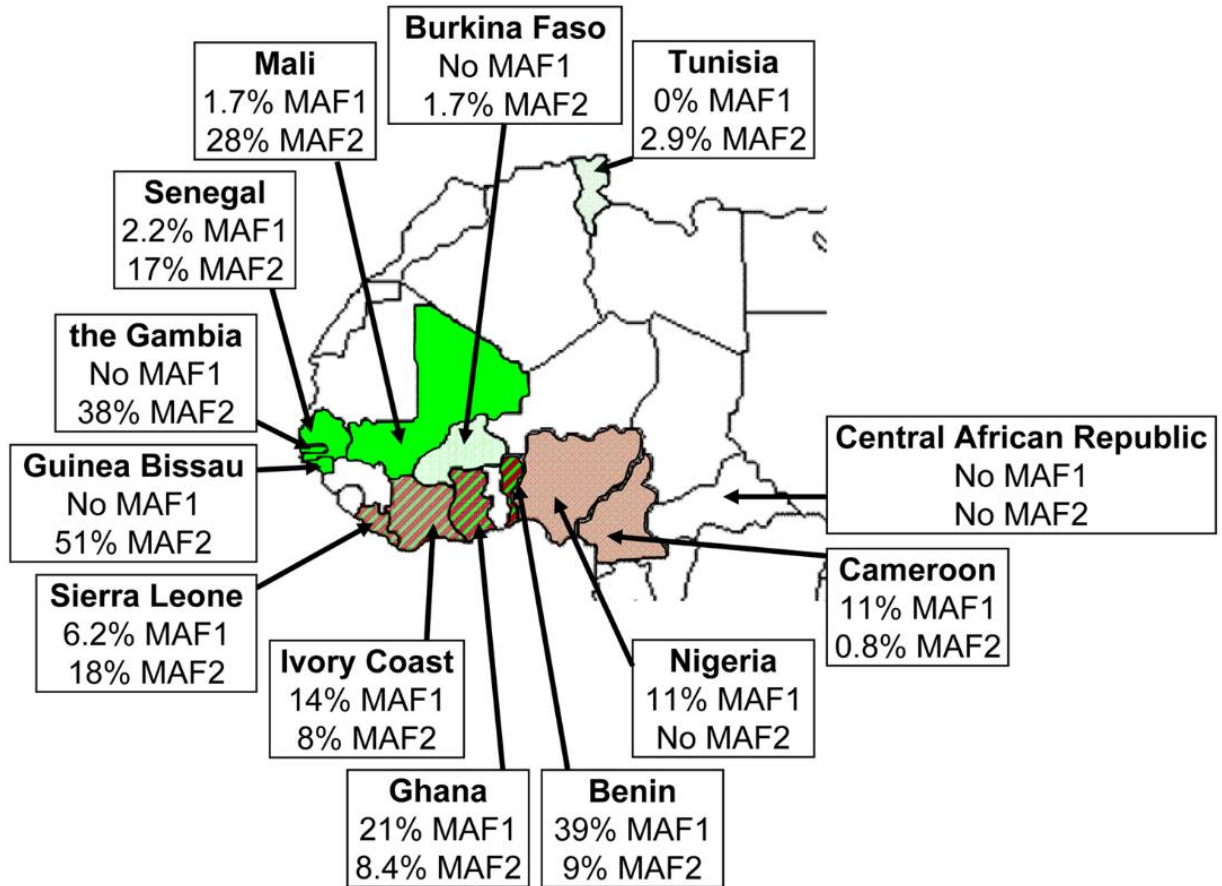 Burkina Faso
No MAF1
1.7% MAF2
Mali
1.7% MAF1
28% MAF2
Tunisia
0% MAF1
2.9% MAF2
Senegal
2.2% MAF1
17% MAF2
the Gambia
No MAF1
38% MAF2
Guinea Bissau
No MAF1
51% MAF2
Central African Republic
No MAF1
No MAF2
Sierra Leone
6.2% MAF1
18% MAF2
Cameroon
11% MAF1
0.8% MAF2
Ivory Coast
14% MAF1
8% MAF2
Nigeria
11% MAF1
No MAF2
Ghana
21% MAF1
8.4% MAF2
Benin
39% MAF1
9% MAF2